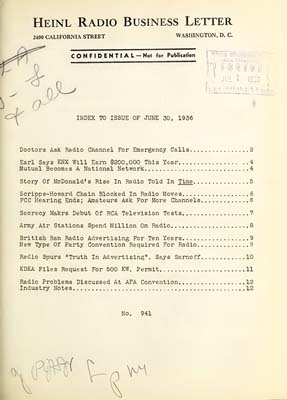 HEINL RADIO BUSINESS LETTER
2400 CALIFORNIA STREET WASHINGTON, D. C.
CONFIDENTIAL—Not for Publication
INDEX TO ISSUE OF JUNE 30, 1936
Doctors Ask Radio Channel For Emergency Calls..............2
Earl Says KNX Will Earn $200,000 This Year.................4
Mutual Becomes A National Network..........................4
Story Of McDonald's Rise In Radio Told In Time.............5
Scripps-Howard Chain Blocked In Radio Moves................6
FCC Hearing Ends; Amateurs Ask For More Channels...........6
Secrecy Makrs Debut Of RCA Television Tests................7
Army Air Stations Spend Million On Radio...................8
British Ban Radio Advertising For Ten Years................9
New Type Of Party Convention Required For Radio............9
Radio Spurs "Truth In Advertising", Says Sarnoff..........10
KDKA Files Request For 500 KW. Permit.....................11
Radio Problems Discussed At AFA Convention................12
Industry Notes............................................12
No. 941